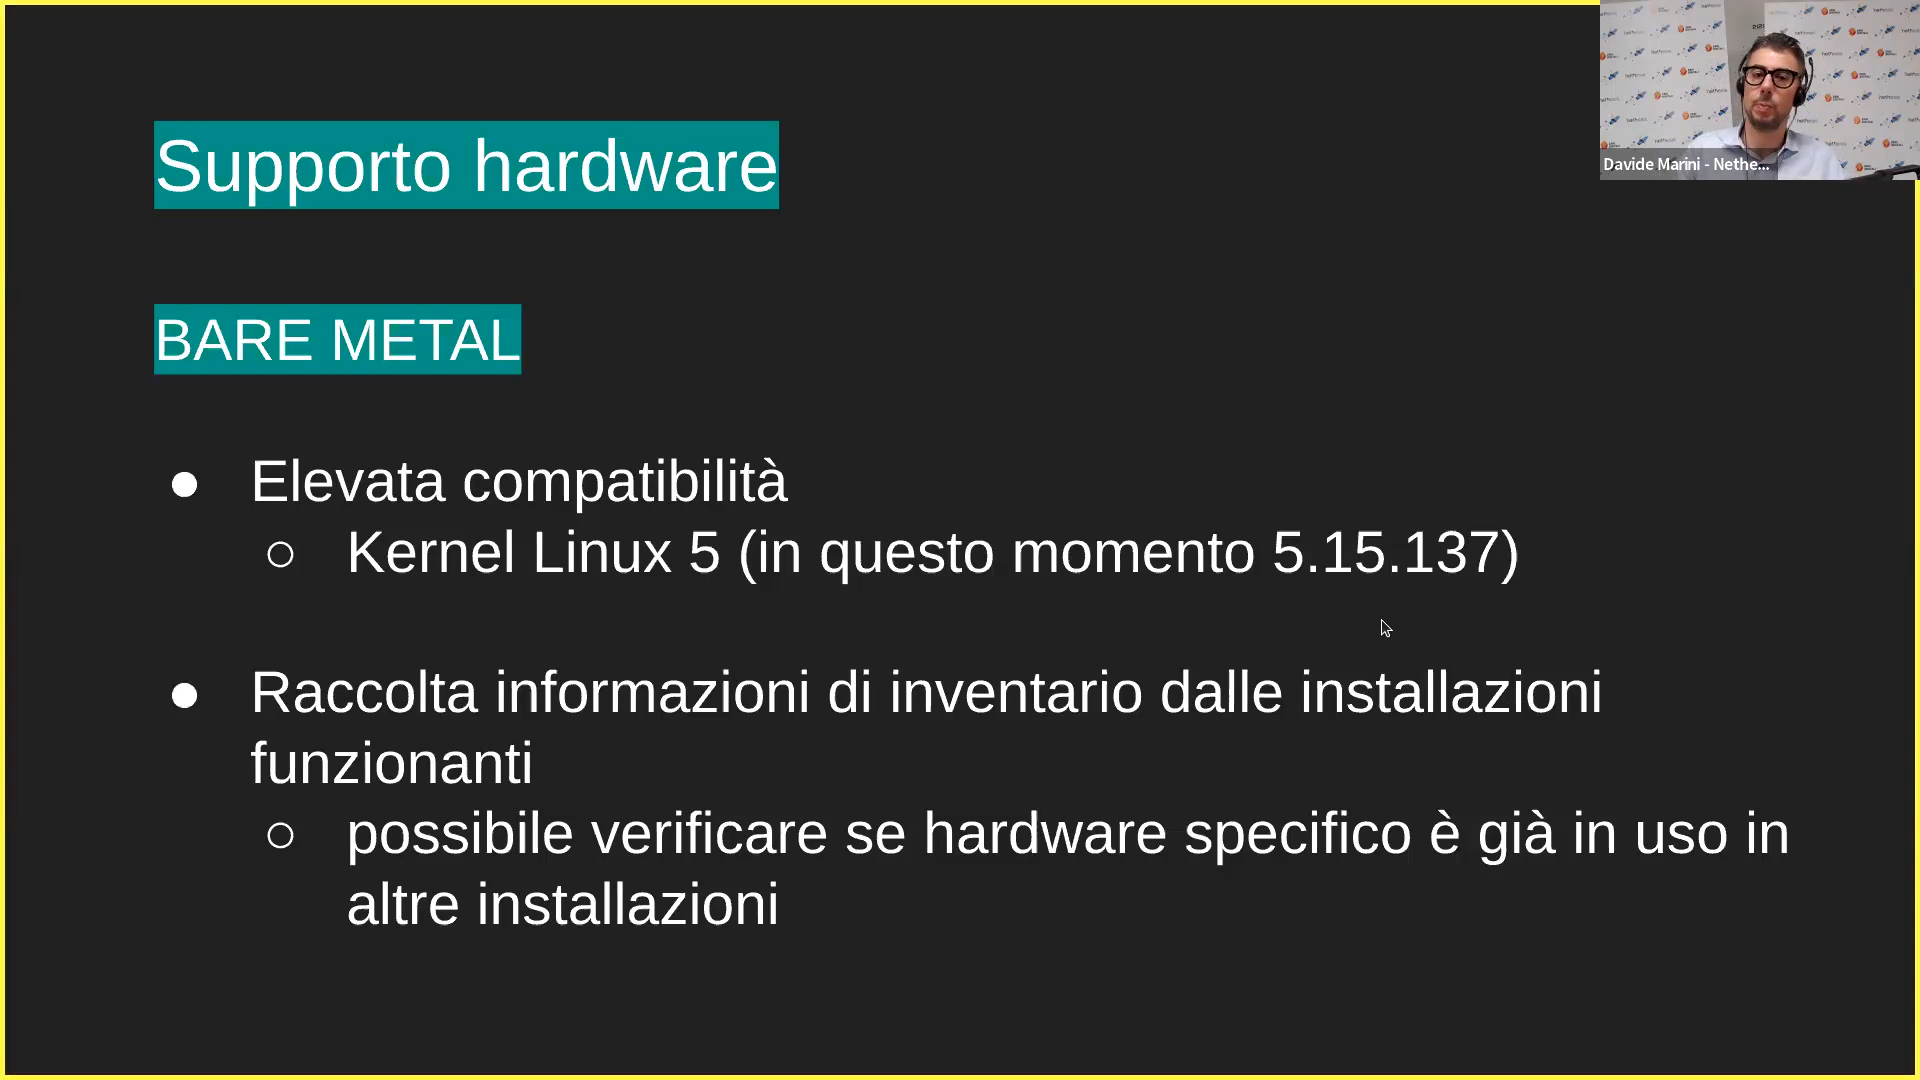 Supporto hardware
Davide Marini - Nethe...
BARE METAL
● Elevata compatibilità
○ Kernel Linux 5 (in questo momento 5.15.137)
● Raccolta informazioni di inventario dalle installazioni
funzionanti
○ possibile verificare se hardware specifico è già in uso in
altre installazioni